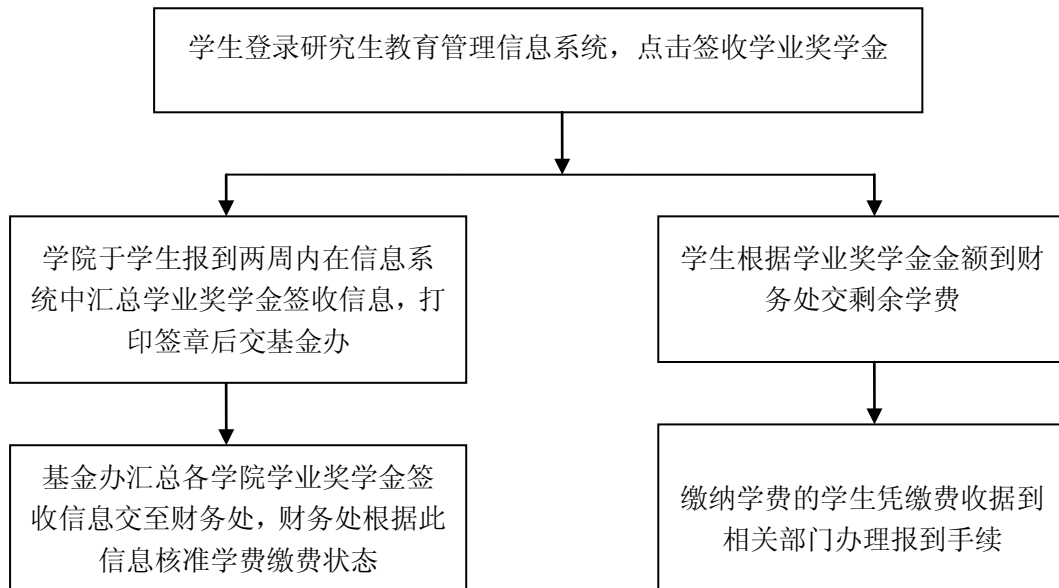 学生登录研究生教育管理信息系统，点击签收学业奖学金
学院于学生报到两周内在信息系
统中汇总学业奖学金签收信息，打
印签章后交基金办
学生根据学业奖学金金额到财
务处交剩余学费
基金办汇总各学院学业奖学金签
收信息交至财务处，财务处根据此
信息核准学费缴费状态
缴纳学费的学生凭缴费收据到
相关部门办理报到手续